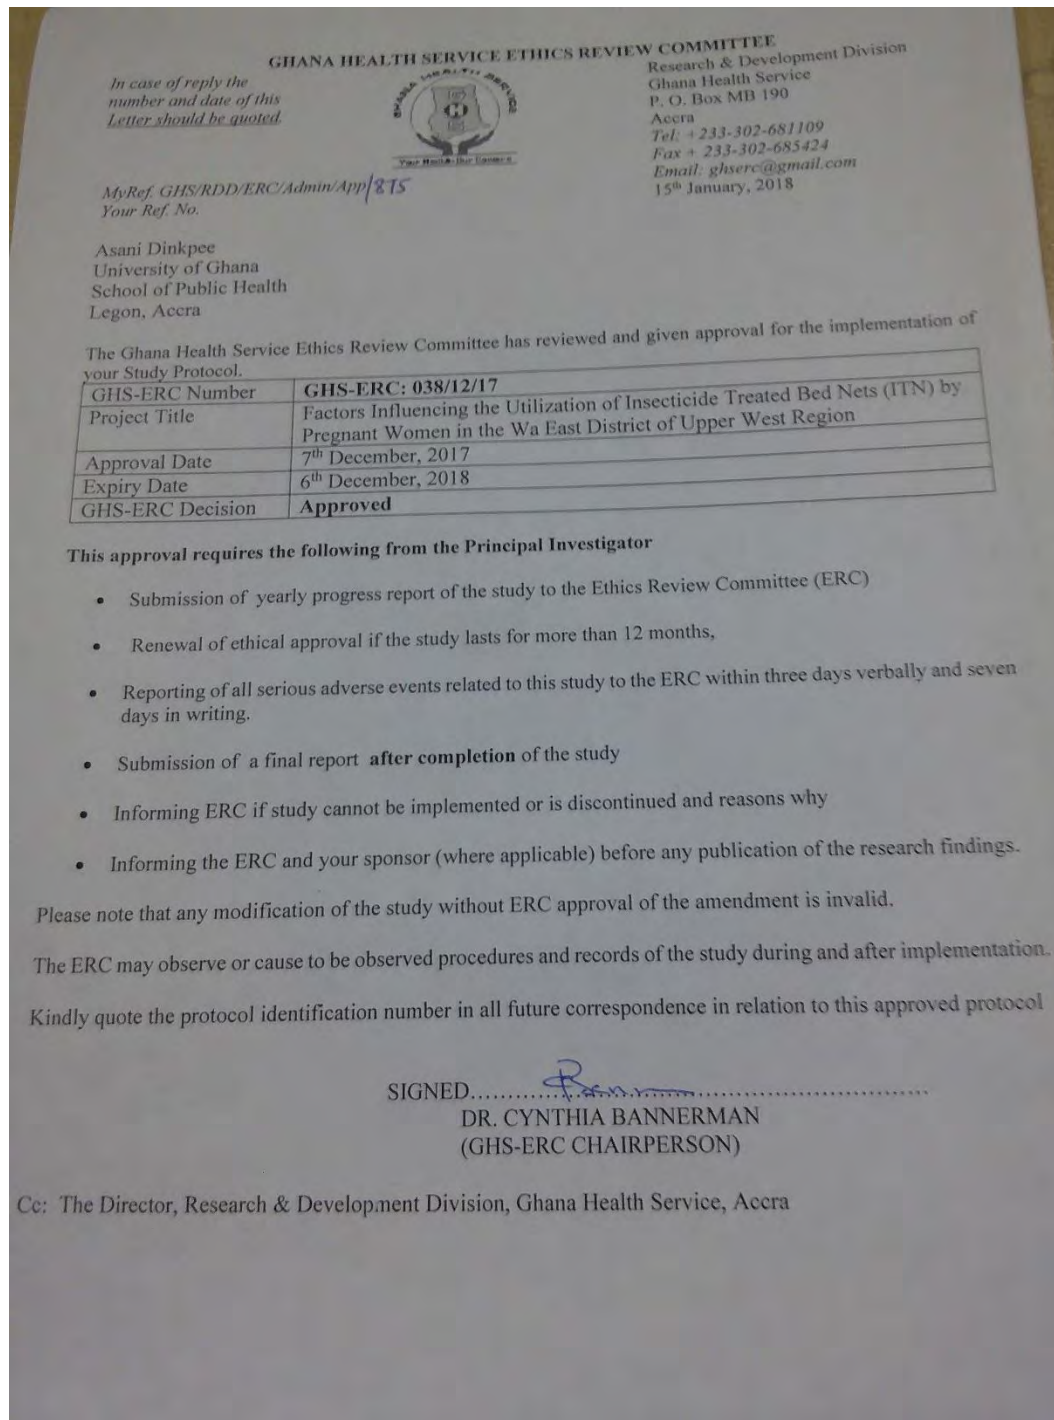 GHANA HEALTH SERVICE ETHICS REVIEW COMMITTEE
In case of reply the
number and date of this
Letter should be quoted.
GHANA HEALTH SERVICE
Your Health-Our Concern
Research & Development Division
Ghana Health Service
P. O. Box MB 190
Accra
Tel: +233-302-681109
Fax + 233-302-685424
Email: ghserc@gmail.com
15th January, 2018
MyRef. GHS/RDD/ERC/Admin/App/875
Your Ref. No.
Asani Dinkpee
University of Ghana
School of Public Health
Legon, Accra
The Ghana Health Service Ethics Review Committee has reviewed and given approval for the implementation of
your Study Protocol.
GHS-ERC Number GHS-ERC: 038/12/17
Project Title Factors Influencing the Utilization of Insecticide Treated Bed Nets (ITN) by
Pregnant Women in the Wa East District of Upper West Region
Approval Date 7th December, 2017
Expiry Date 6th December, 2018
GHS-ERC Decision Approved
This approval requires the following from the Principal Investigator
• Submission of yearly progress report of the study to the Ethics Review Committee (ERC)
• Renewal of ethical approval if the study lasts for more than 12 months,
• Reporting of all serious adverse events related to this study to the ERC within three days verbally and seven
days in writing.
• Submission of a final report after completion of the study
• Informing ERC if study cannot be implemented or is discontinued and reasons why
• Informing the ERC and your sponsor (where applicable) before any publication of the research findings.
Please note that any modification of the study without ERC approval of the amendment is invalid.
The ERC may observe or cause to be observed procedures and records of the study during and after implementation.
Kindly quote the protocol identification number in all future correspondence in relation to this approved protocol
SIGNED..........................................................
DR. CYNTHIA BANNERMAN
(GHS-ERC CHAIRPERSON)
Cc: The Director, Research & Development Division, Ghana Health Service, Accra